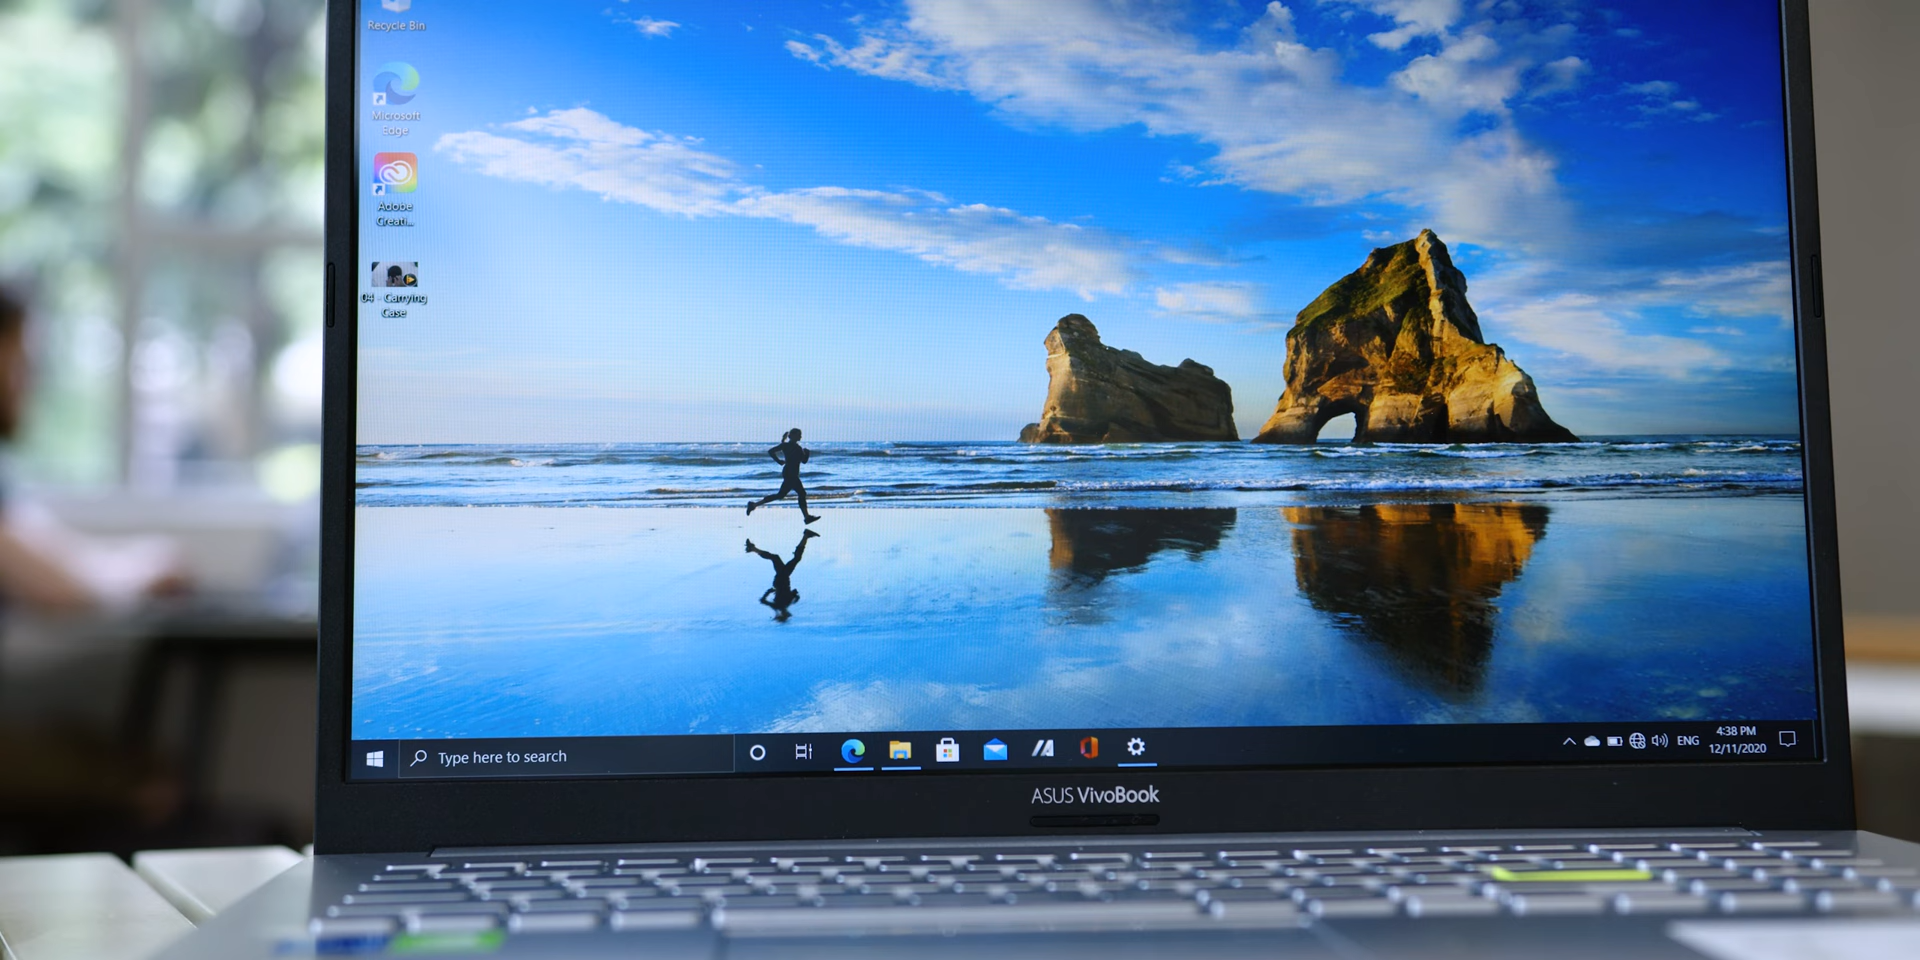 Recycle Bin
Microsoft
Edge
Adobe
Creati...
04 - Carrying
Case
Type here to search
ENG
4:38 PM
12/11/2020
ASUS VivoBook